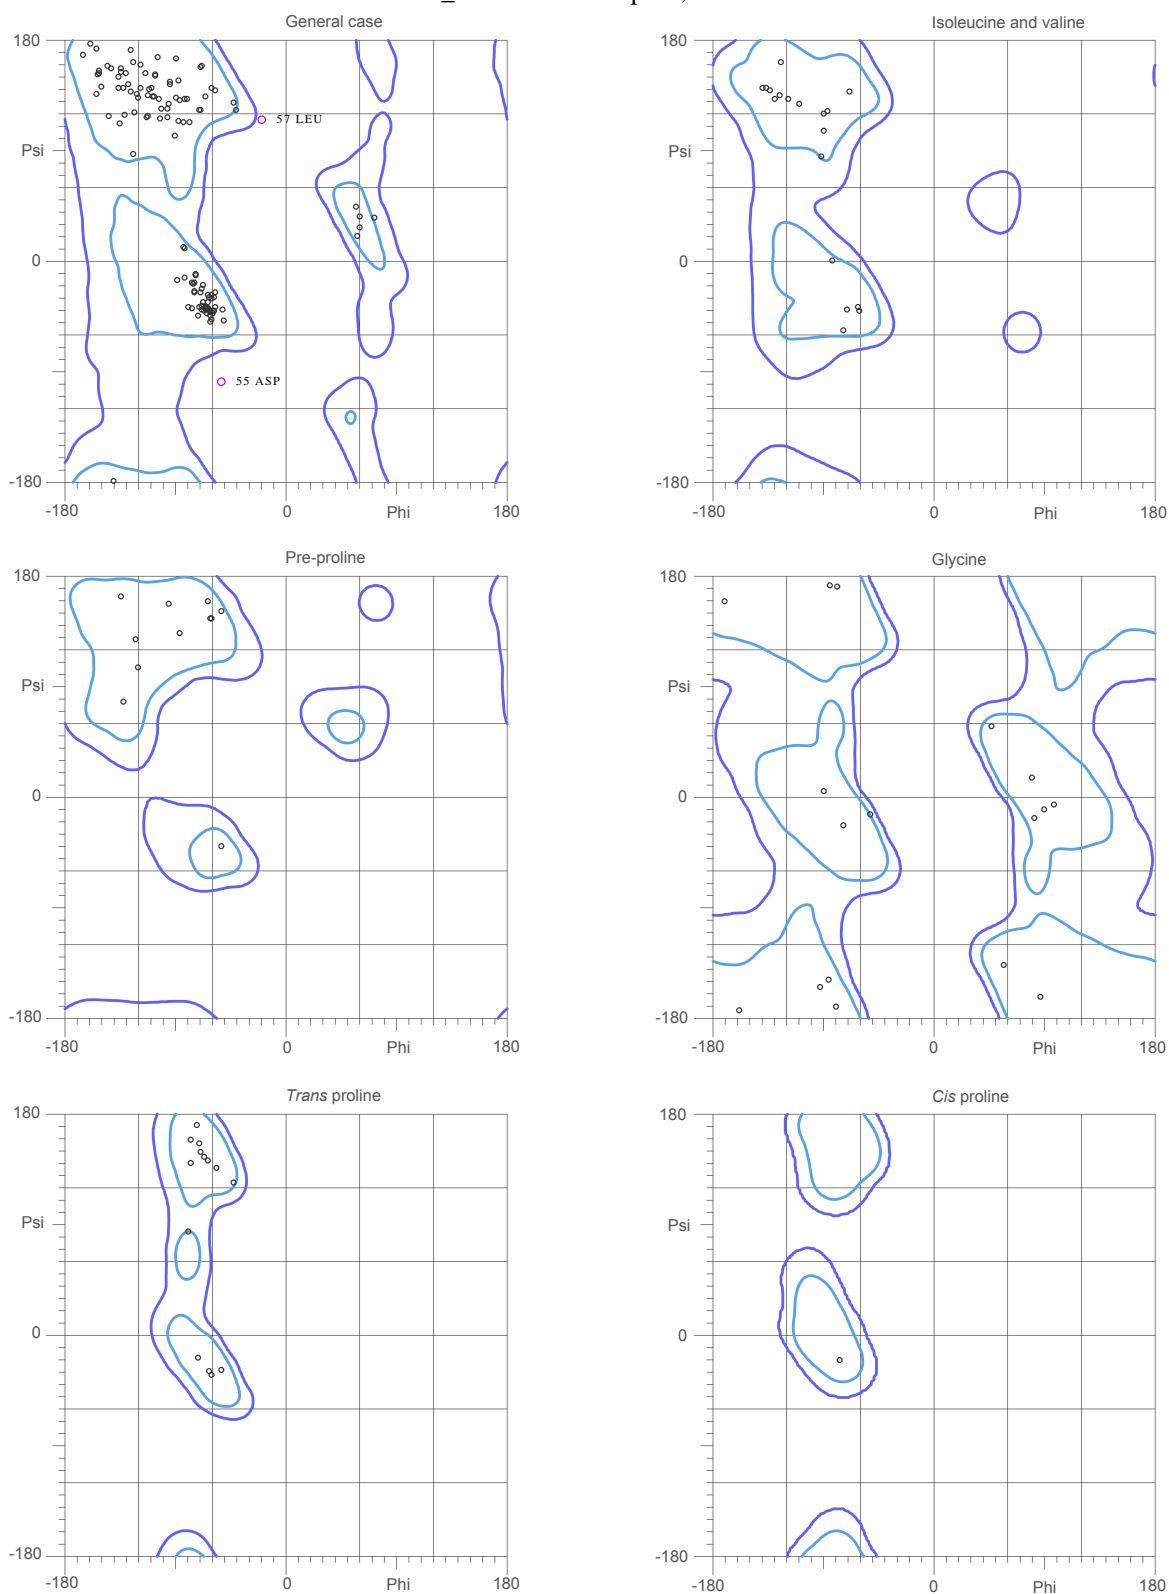 General case
Isoleucine and valine
180
180
57 LEU
Psi
Psi
0
0
55 ASP
-180
-180
-180
0
Phi
180
-180
0
Phi
180
Pre-proline
Glycine
180
180
Psi
Psi
0
0
-180
-180
-180
0
Phi
180
-180
0
Phi
180
Trans proline
Cis proline
180
180
Psi
Psi
0
0
-180
-180
-180
0
Phi
180
-180
0
Phi
180